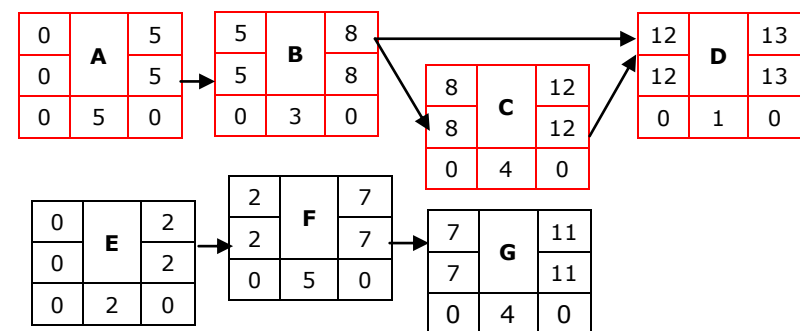 0 A 5
0 5
0 5 0
5 B 8
5 8
0 3 0
8 C 12
8 12
0 4 0
12 D 13
12 13
0 1 0
0 E 2
0 2
0 2 0
2 F 7
2 7
0 5 0
7 G 11
7 11
0 4 0